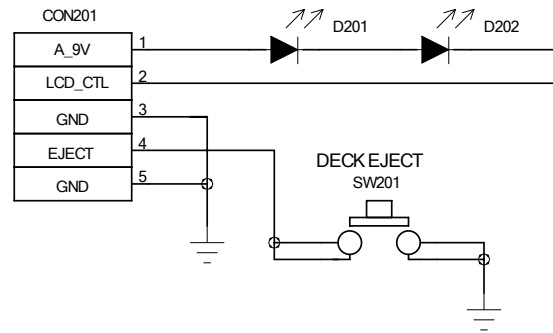 CON201
D201
D202
A_9V
1
LCD_CTL
2
GND
3
EJECT
4
GND
5
DECK EJECT
SW201